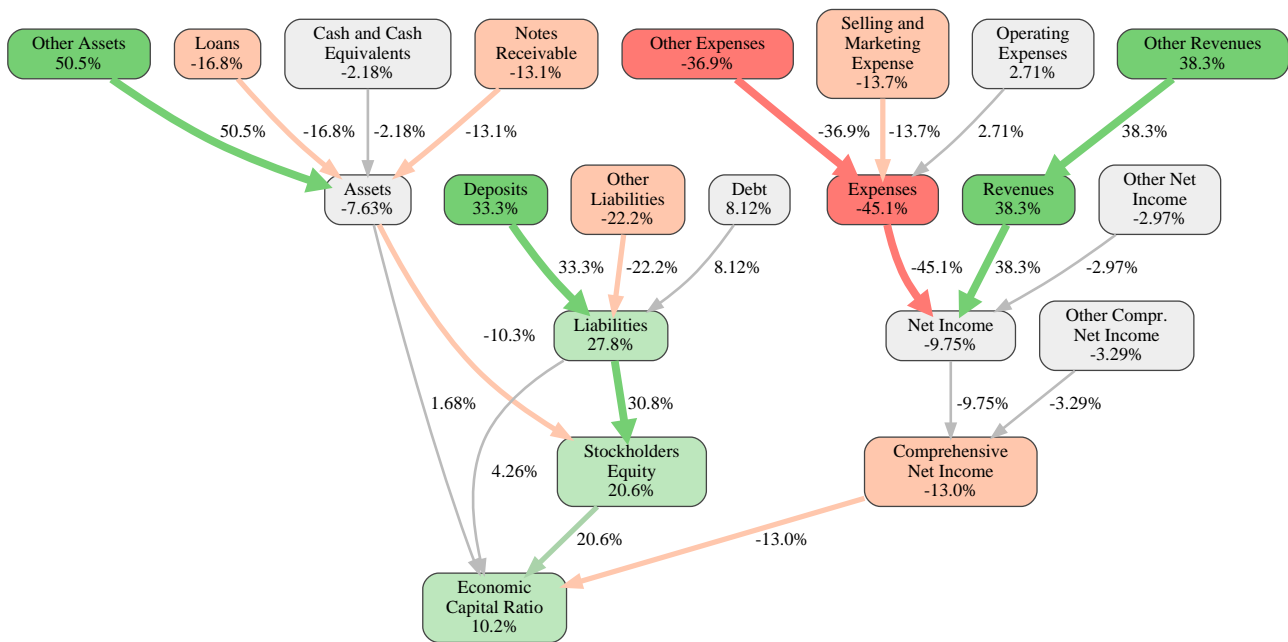 Other Assets
50.5%
Loans
-16.8%
Cash and Cash
Equivalents
-2.18%
Notes
Receivable
-13.1%
Other Expenses
-36.9%
Selling and
Marketing
Expense
-13.7%
Operating
Expenses
2.71%
Other Revenues
38.3%
50.5%
-16.8%
-2.18%
-13.1%
-36.9%
-13.7%
2.71%
38.3%
Assets
-7.63%
Deposits
33.3%
Other
Liabilities
-22.2%
Debt
8.12%
Expenses
-45.1%
Revenues
38.3%
Other Net
Income
-2.97%
33.3%
-22.2%
8.12%
-45.1%
38.3%
-2.97%
-10.3%
Liabilities
27.8%
Net Income
-9.75%
Other Compr.
Net Income
-3.29%
1.68%
30.8%
-9.75%
-3.29%
4.26%
Stockholders
Equity
20.6%
Comprehensive
Net Income
-13.0%
20.6%
-13.0%
Economic
Capital Ratio
10.2%